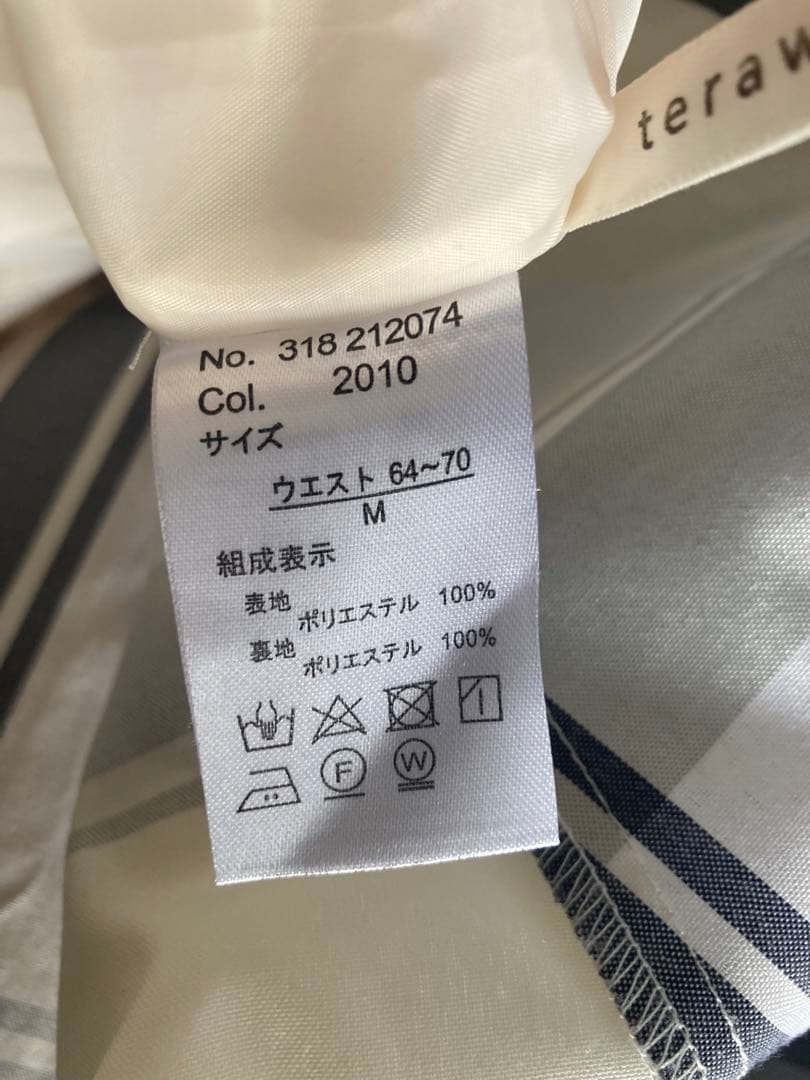 teraw
No. 318 212074
Col. 2010
サイズ
ウエスト 64~70
M
組成表示
表地 ポリエステル 100%
裏地 ポリエステル 100%
F W